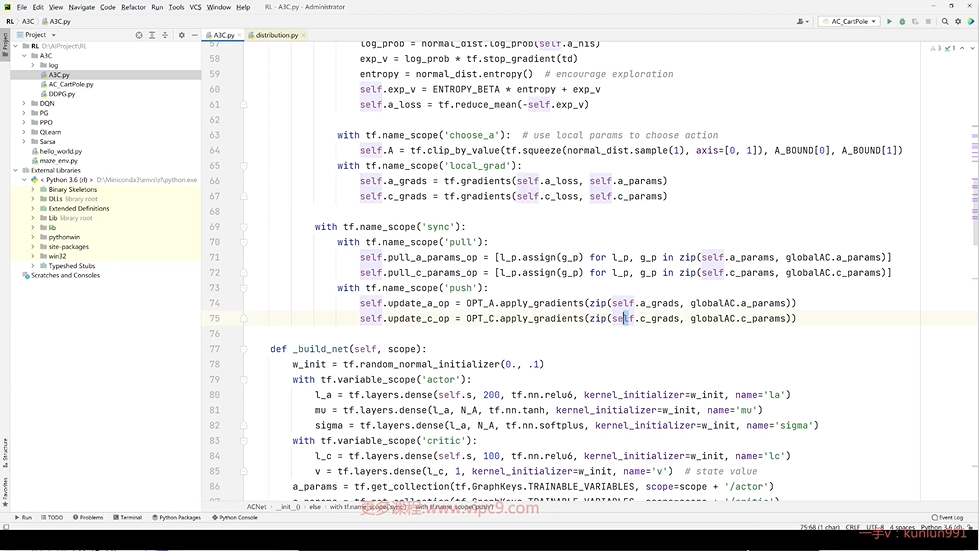 File Edit View Navigate Code Refactor Run Tools VCS Window Help RL - A3C.py - Administrator
RL A3C A3C.py AC_CartPole
Project A3C.py distribution.py
RL D:\AIProject\RL
A3C
log
A3C.py
AC_CartPole.py
DDPG.py
DQN
PG
PPO
QLearn
Sarsa
hello_world.py
maze_env.py
External Libraries
< Python 3.6 (rl) > D:\Miniconda3\envs\rl\python.exe
Binary Skeletons
DLLs library root
Extended Definitions
Lib library root
lib
pythonwin
site-packages
win32
Typeshed Stubs
Scratches and Consoles
Project
Structure
Favorites
3 1
57 log_prob = normal_dist.log_prob(self.a_his)
58 exp_v = log_prob * tf.stop_gradient(td)
59 entropy = normal_dist.entropy() # encourage exploration
60 self.exp_v = ENTROPY_BETA * entropy + exp_v
61 self.a_loss = tf.reduce_mean(-self.exp_v)
62
63 with tf.name_scope('choose_a'): # use local params to choose action
64 self.A = tf.clip_by_value(tf.squeeze(normal_dist.sample(1), axis=[0, 1]), A_BOUND[0], A_BOUND[1])
65 with tf.name_scope('local_grad'):
66 self.a_grads = tf.gradients(self.a_loss, self.a_params)
67 self.c_grads = tf.gradients(self.c_loss, self.c_params)
68
69 with tf.name_scope('sync'):
70 with tf.name_scope('pull'):
71 self.pull_a_params_op = [l_p.assign(g_p) for l_p, g_p in zip(self.a_params, globalAC.a_params)]
72 self.pull_c_params_op = [l_p.assign(g_p) for l_p, g_p in zip(self.c_params, globalAC.c_params)]
73 with tf.name_scope('push'):
74 self.update_a_op = OPT_A.apply_gradients(zip(self.a_grads, globalAC.a_params))
75 self.update_c_op = OPT_C.apply_gradients(zip(self.c_grads, globalAC.c_params))
76
77 def _build_net(self, scope):
78 w_init = tf.random_normal_initializer(0., .1)
79 with tf.variable_scope('actor'):
80 l_a = tf.layers.dense(self.s, 200, tf.nn.relu6, kernel_initializer=w_init, name='la')
81 mu = tf.layers.dense(l_a, N_A, tf.nn.tanh, kernel_initializer=w_init, name='mu')
82 sigma = tf.layers.dense(l_a, N_A, tf.nn.softplus, kernel_initializer=w_init, name='sigma')
83 with tf.variable_scope('critic'):
84 l_c = tf.layers.dense(self.s, 100, tf.nn.relu6, kernel_initializer=w_init, name='lc')
85 v = tf.layers.dense(l_c, 1, kernel_initializer=w_init, name='v') # state value
86 a_params = tf.get_collection(tf.GraphKeys.TRAINABLE_VARIABLES, scope=scope + '/actor')
ACNet __init__() else with tf.name_scope('sync') with tf.name_scope('push')
更多课程:www.vipc9.com
Run TODO Problems Terminal Python Packages Python Console Event Log
75:68 (1 char) CRLF UTF-8 4 spaces Python 3.6 (rl)
一手v:kunlun991